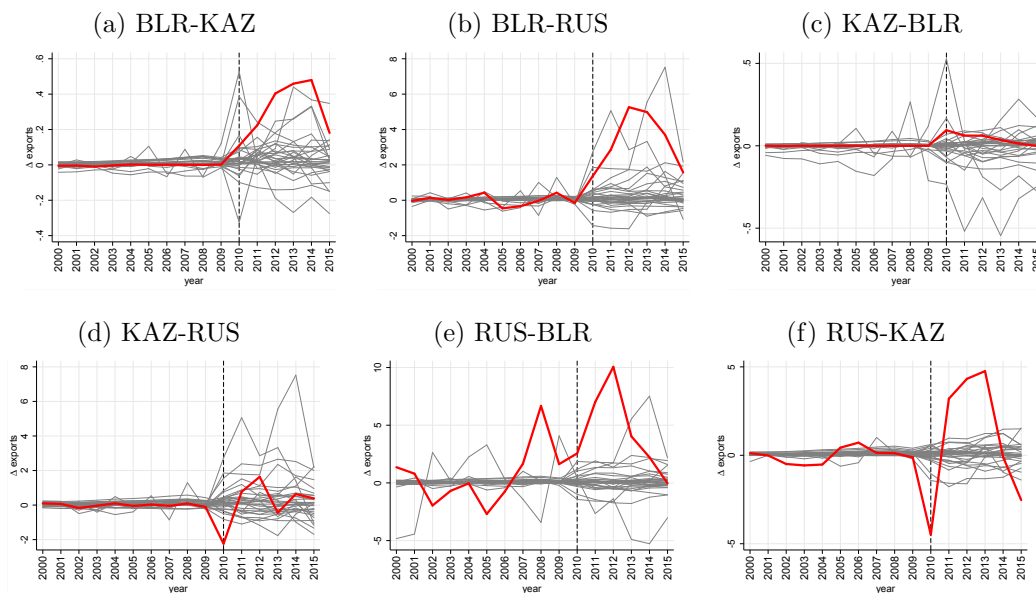 (a) BLR-KAZ
(b) BLR-RUS
(c) KAZ-BLR
Δ exports
.6
.4
.2
0
-.2
-.4
2000 2001 2002 2003 2004 2005 2006 2007 2008 2009 2010 2011 2012 2013 2014 2015
year
Δ exports
8
6
4
2
0
-2
2000 2001 2002 2003 2004 2005 2006 2007 2008 2009 2010 2011 2012 2013 2014 2015
year
Δ exports
.5
0
-.5
2000 2001 2002 2003 2004 2005 2006 2007 2008 2009 2010 2011 2012 2013 2014 2015
year
(d) KAZ-RUS
(e) RUS-BLR
(f) RUS-KAZ
Δ exports
8
6
4
2
0
-2
2000 2001 2002 2003 2004 2005 2006 2007 2008 2009 2010 2011 2012 2013 2014 2015
year
Δ exports
10
5
0
-5
2000 2001 2002 2003 2004 2005 2006 2007 2008 2009 2010 2011 2012 2013 2014 2015
year
Δ exports
5
0
-5
2000 2001 2002 2003 2004 2005 2006 2007 2008 2009 2010 2011 2012 2013 2014 2015
year